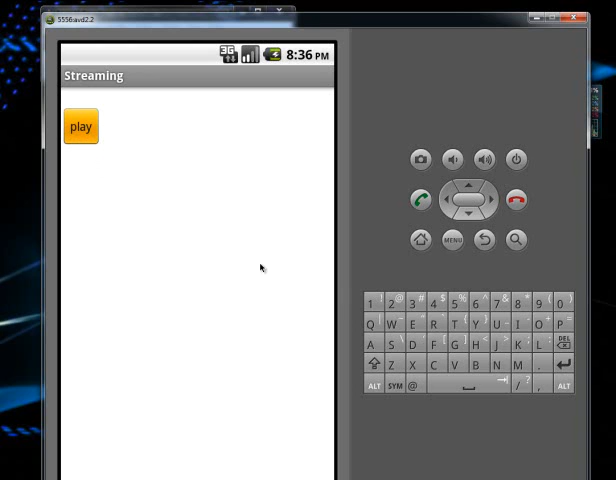 5556:avd2.2
3G 8:36 PM
Streaming
play
MENU
1 ! 2 @ 3 # 4 $ 5 % 6 ^ 7 & 8 * 9 ( 0 )
Q | W ~ E " R ` T { Y } U _ I - O + P =
A S \ D ' F [ G ] H < J > K ; L : DEL
Z X C V B N M .
ALT SYM @ / ? , ALT